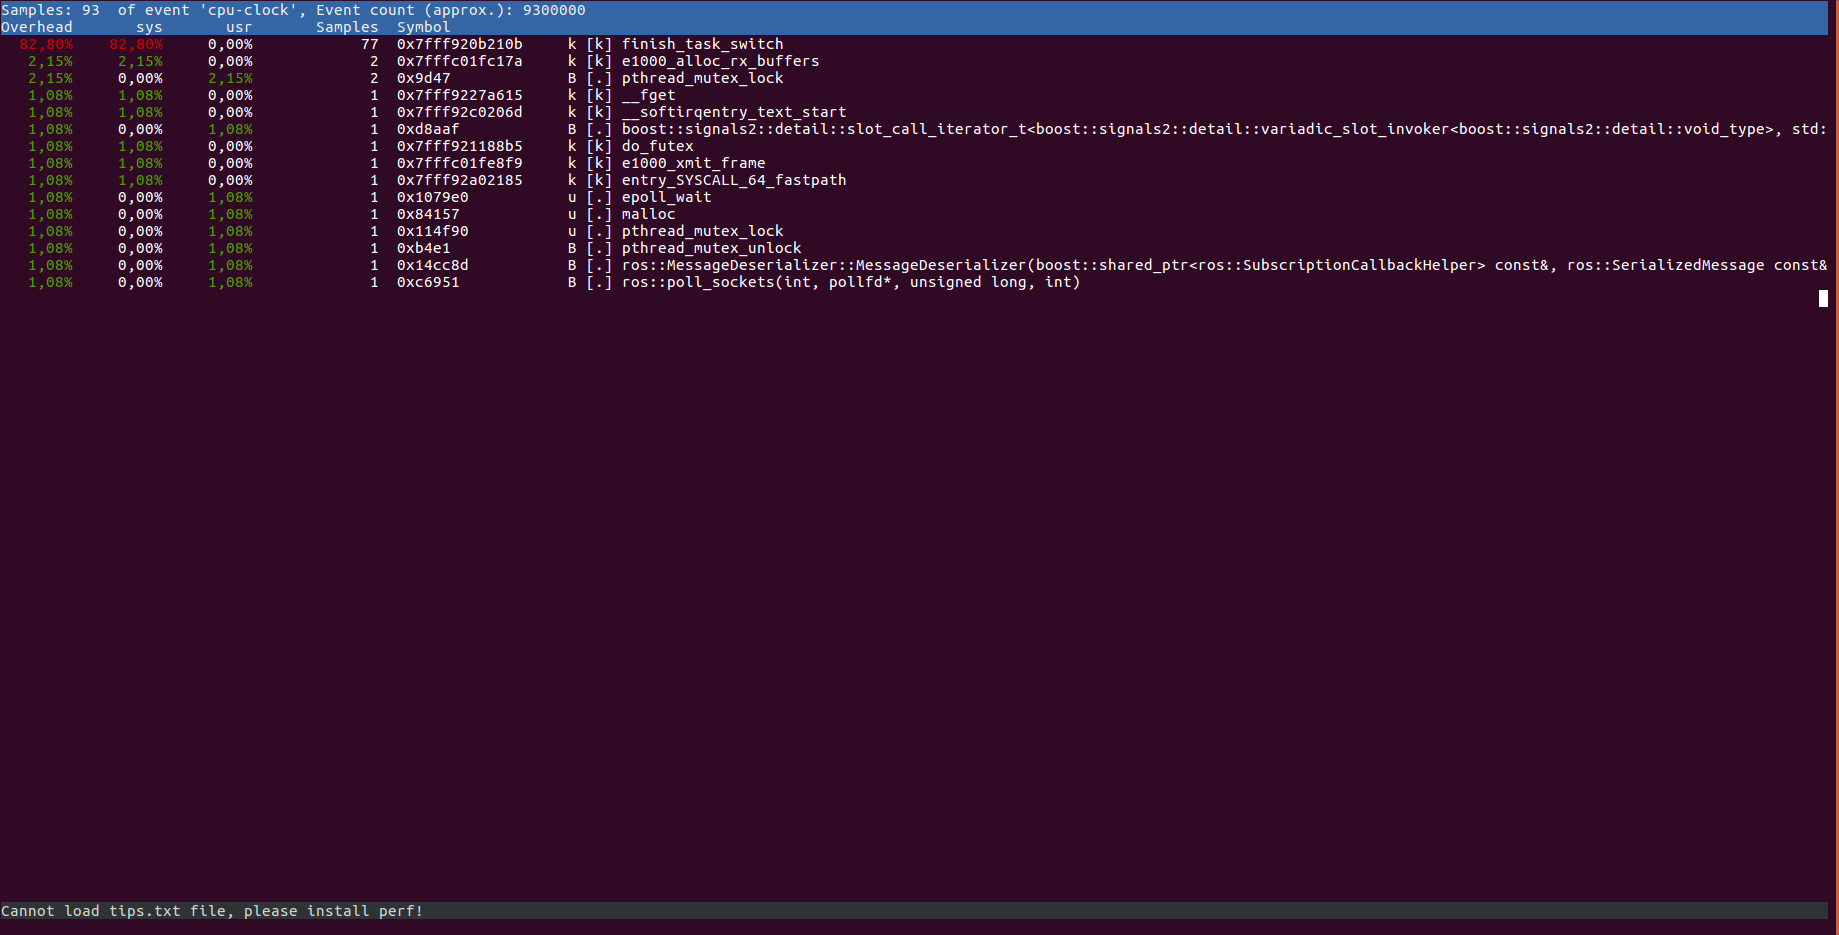 Samples: 93  of event 'cpu-clock', Event count (approx.): 9300000
Overhead       sys       usr       Samples  Symbol
82,80%    82,80%     0,00%            77  0x7fff920b210b     k [k] finish_task_switch
2,15%     2,15%     0,00%             2  0x7fffc01fc17a     k [k] e1000_alloc_rx_buffers
2,15%     0,00%     2,15%             2  0x9d47             B [.] pthread_mutex_lock
1,08%     1,08%     0,00%             1  0x7fff9227a615     k [k] __fget
1,08%     1,08%     0,00%             1  0x7fff92c0206d     k [k] __softirqentry_text_start
1,08%     0,00%     1,08%             1  0xd8aaf            B [.] boost::signals2::detail::slot_call_iterator_t<boost::signals2::detail::variadic_slot_invoker<boost::signals2::detail::void_type>, std:
1,08%     1,08%     0,00%             1  0x7fff921188b5     k [k] do_futex
1,08%     1,08%     0,00%             1  0x7fffc01fe8f9     k [k] e1000_xmit_frame
1,08%     1,08%     0,00%             1  0x7fff92a02185     k [k] entry_SYSCALL_64_fastpath
1,08%     0,00%     1,08%             1  0x1079e0           u [.] epoll_wait
1,08%     0,00%     1,08%             1  0x84157            u [.] malloc
1,08%     0,00%     1,08%             1  0x114f90           u [.] pthread_mutex_lock
1,08%     0,00%     1,08%             1  0xb4e1             B [.] pthread_mutex_unlock
1,08%     0,00%     1,08%             1  0x14cc8d           B [.] ros::MessageDeserializer::MessageDeserializer(boost::shared_ptr<ros::SubscriptionCallbackHelper> const&, ros::SerializedMessage const&
1,08%     0,00%     1,08%             1  0xc6951            B [.] ros::poll_sockets(int, pollfd*, unsigned long, int)
Cannot load tips.txt file, please install perf!